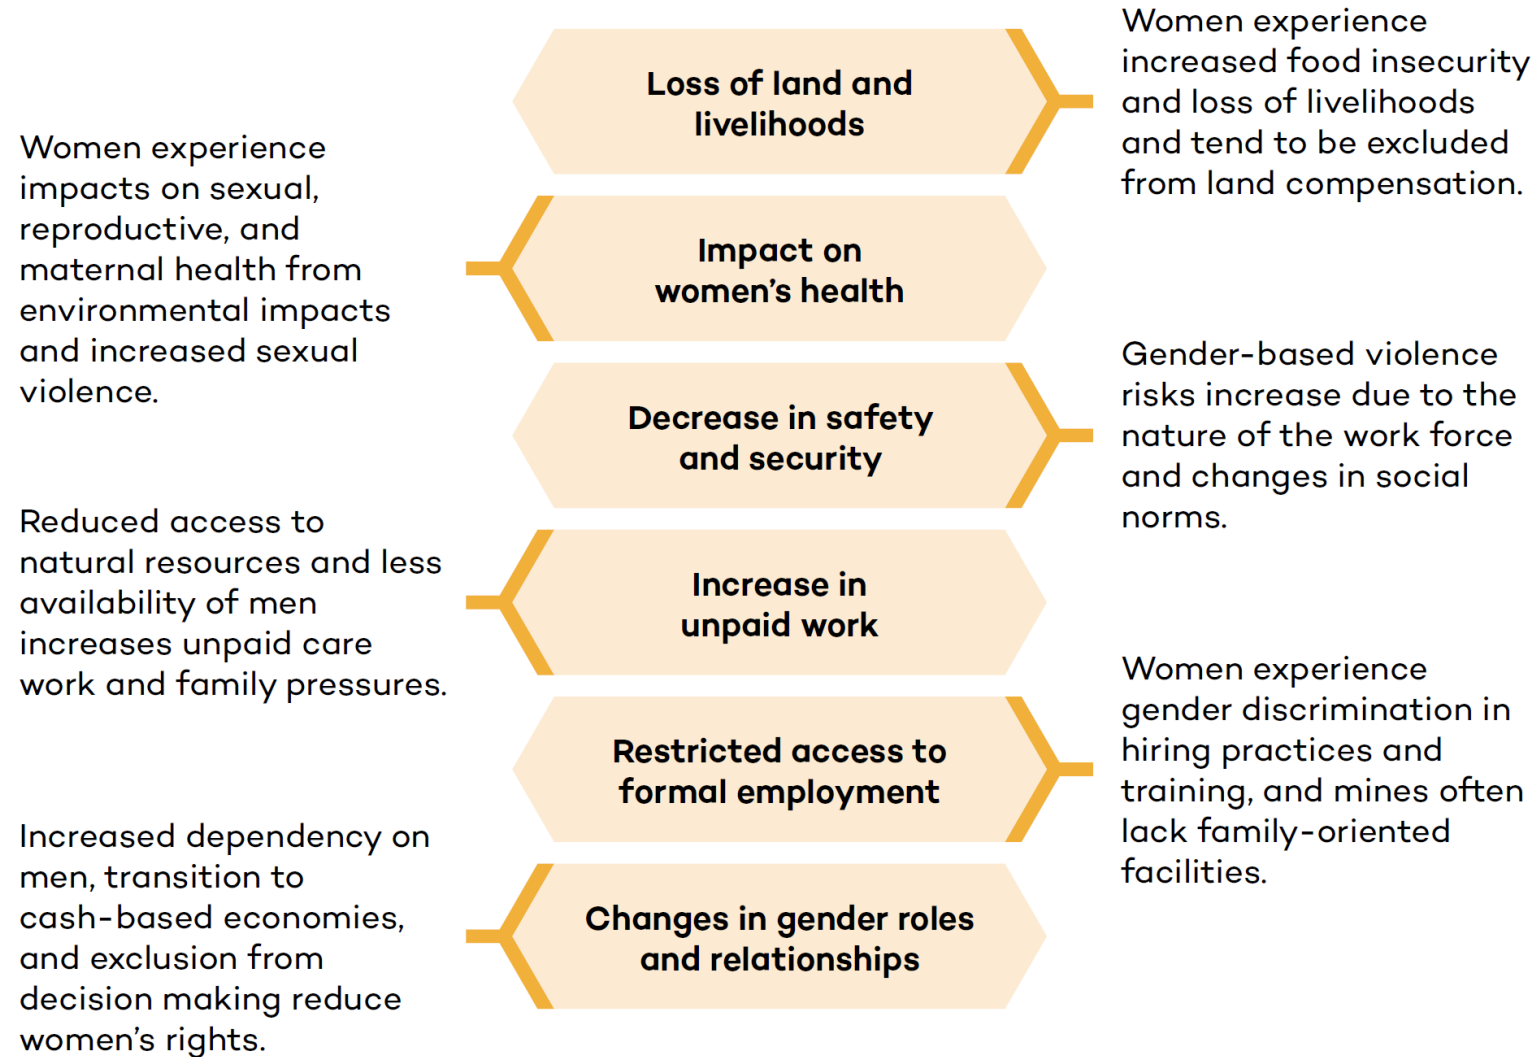 Loss of land and
livelihoods
Women experience
increased food insecurity
and loss of livelihoods
and tend to be excluded
from land compensation.
Impact on
women’s health
Women experience
impacts on sexual,
reproductive, and
maternal health from
environmental impacts
and increased sexual
violence.
Decrease in safety
and security
Gender-based violence
risks increase due to the
nature of the work force
and changes in social
norms.
Increase in
unpaid work
Reduced access to
natural resources and less
availability of men
increases unpaid care
work and family pressures.
Restricted access to
formal employment
Women experience
gender discrimination in
hiring practices and
training, and mines often
lack family-oriented
facilities.
Changes in gender roles
and relationships
Increased dependency on
men, transition to
cash-based economies,
and exclusion from
decision making reduce
women’s rights.